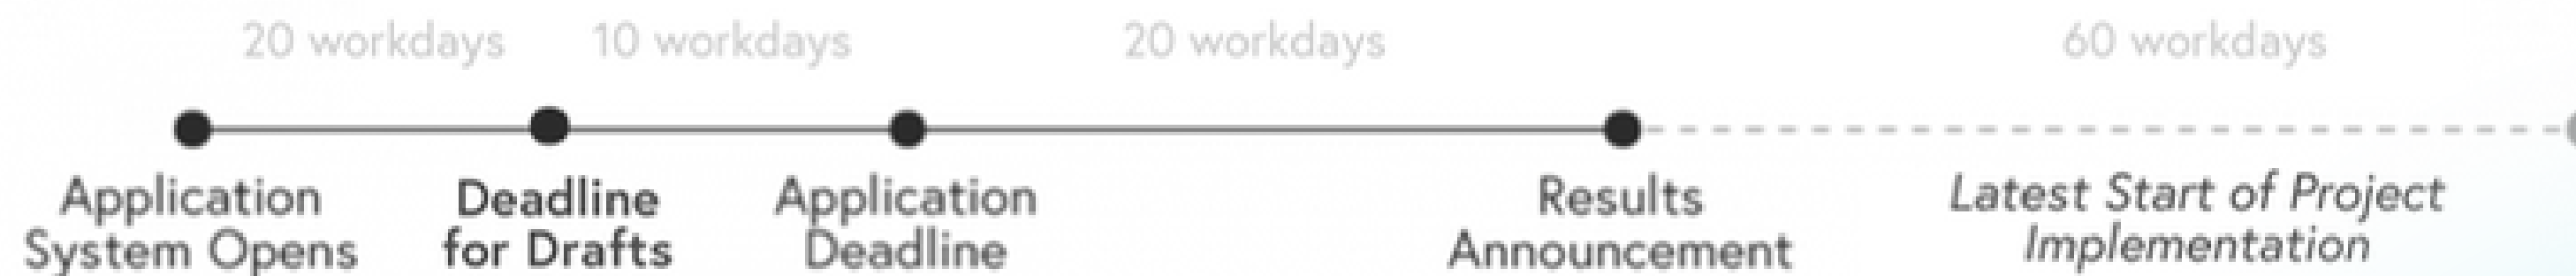 20 workdays 10 workdays 20 workdays 60 workdays
Application Deadline Application Results Latest Start of Project
System Opens for Drafts Deadline Announcement Implementation